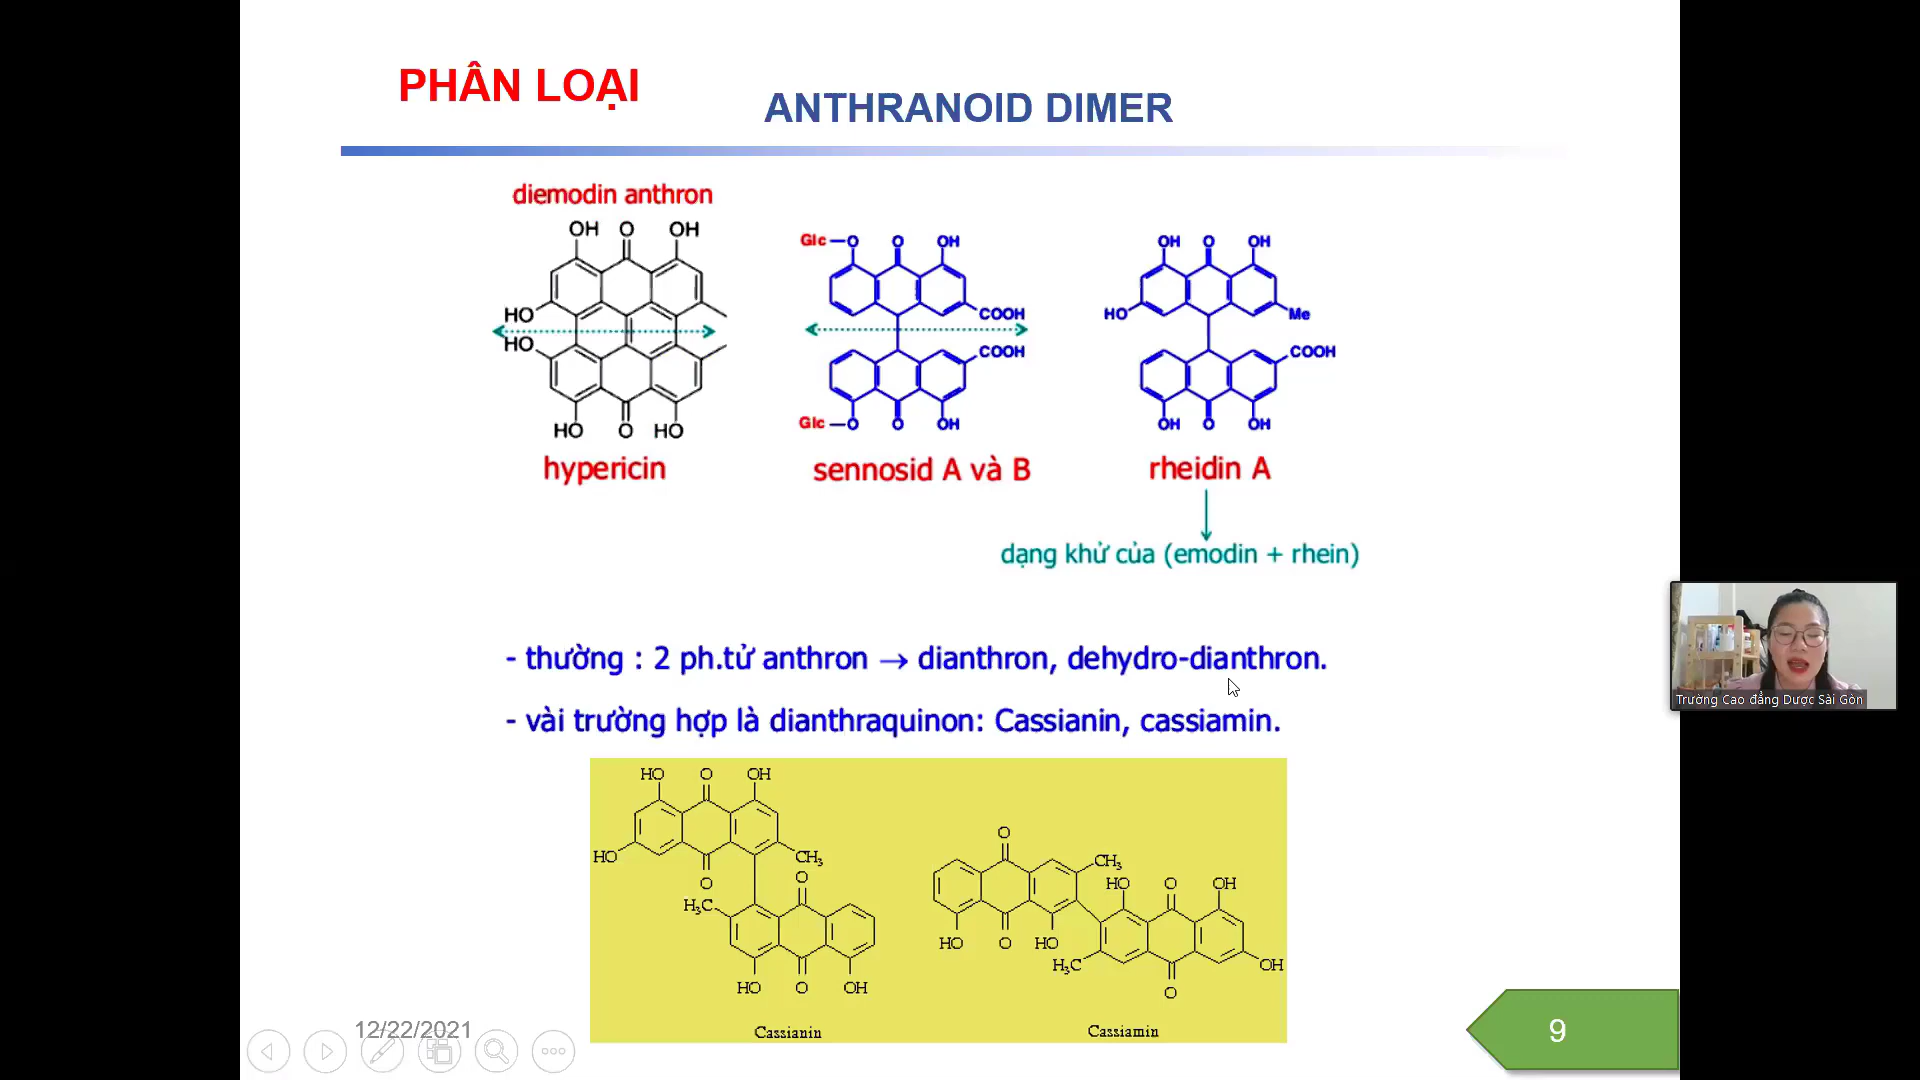 PHÂN LOẠI
ANTHRANOID DIMER
diemodin anthron
OH O OH
HO
HO
HO O HO
hypericin
Glc O O OH
COOH
COOH
Glc O O OH
sennosid A và B
OH O OH
HO Me
COOH
OH O OH
rheidin A
dạng khử của (emodin + rhein)
- thường : 2 ph.tử anthron → dianthron, dehydro-dianthron.
- vài trường hợp là dianthraquinon: Cassianin, cassiamin.
HO O OH
HO CH3
O O
H3C
HO O OH
Cassianin
O
CH3
HO O OH
HO O HO
H3C OH
O
Cassiamin
12/22/2021
9
Trường Cao đẳng Dược Sài Gòn